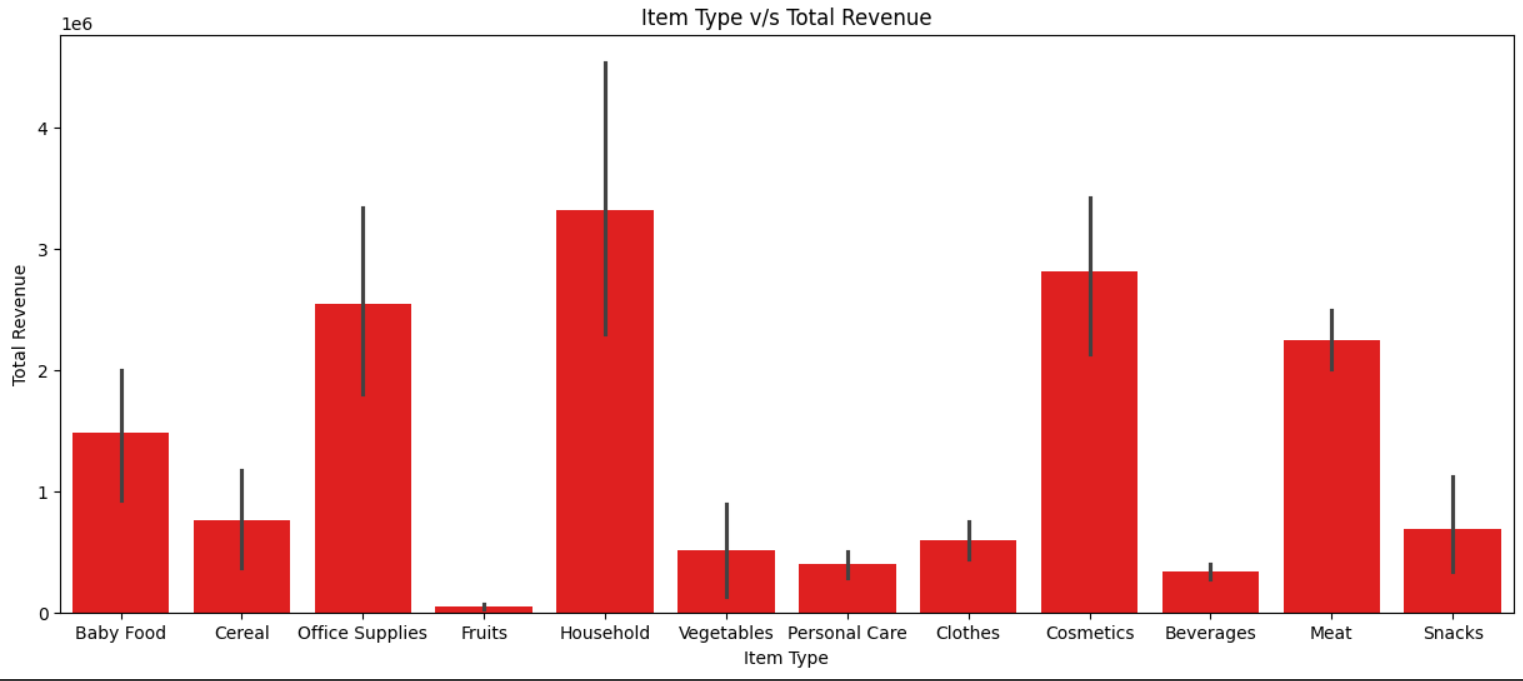 Item Type v/s Total Revenue
1e6
4
3
2
1
0
Total Revenue
Baby Food Cereal Office Supplies Fruits Household Vegetables Personal Care Clothes Cosmetics Beverages Meat Snacks
Item Type